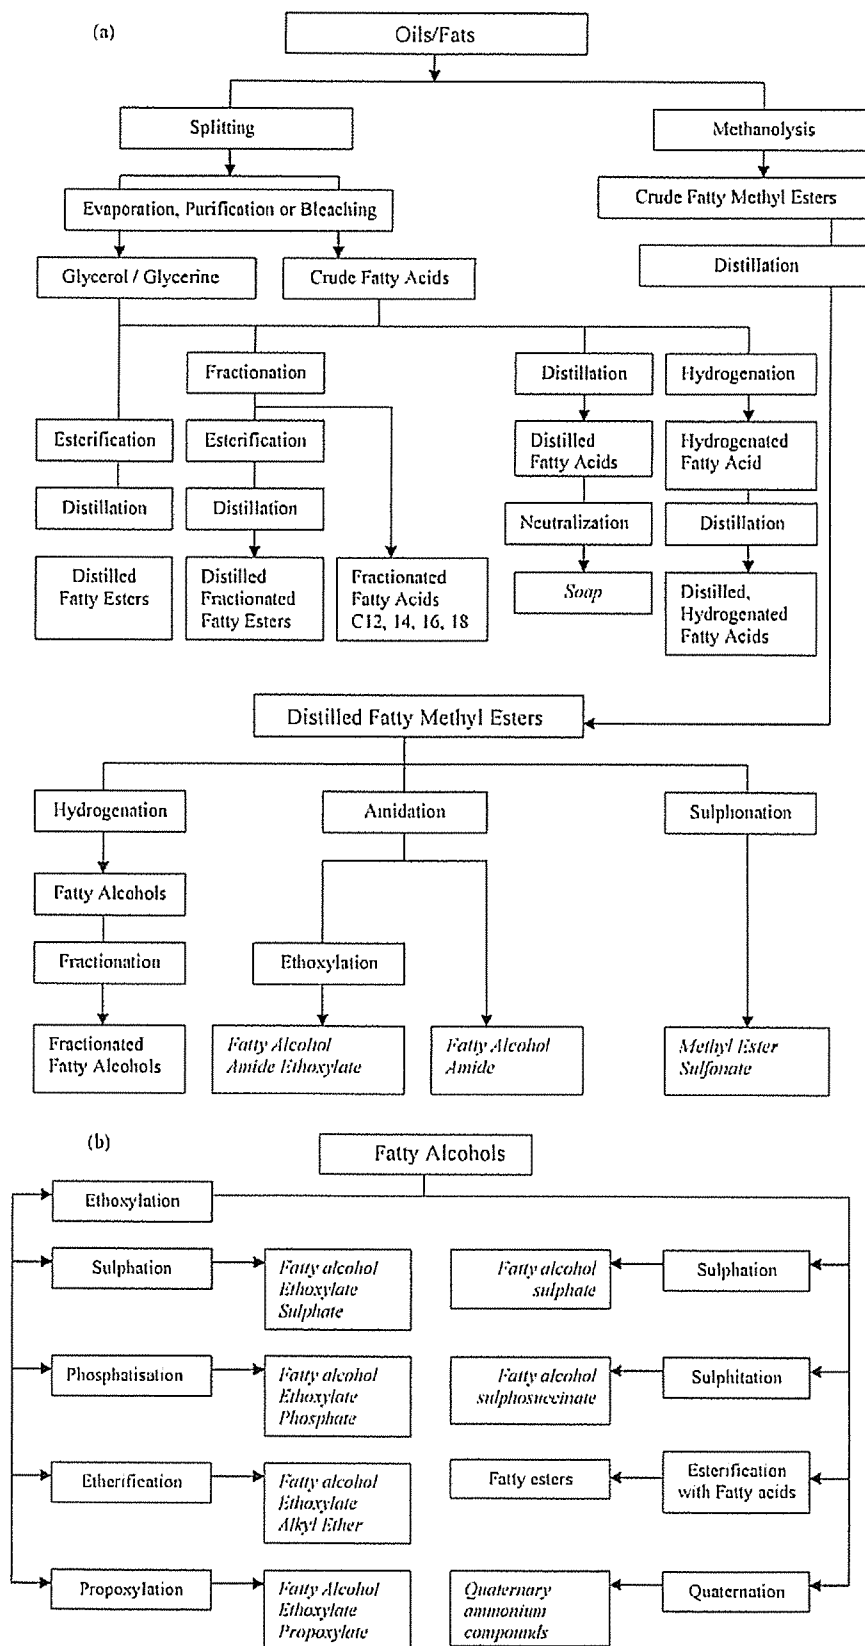 (a)
Oils/Fats
Splitting
Methanolysis
Evaporation, Purification or Bleaching
Crude Fatty Methyl Esters
Glycerol / Glycerine
Crude Fatty Acids
Distillation
Fractionation
Distillation
Hydrogenation
Esterification
Esterification
Distilled
Fatty Acids
Hydrogenated
Fatty Acid
Distillation
Distillation
Neutralization
Distillation
Distilled
Fatty Esters
Distilled
Fractionated
Fatty Esters
Fractionated
Fatty Acids
C12, 14, 16, 18
Soap
Distilled,
Hydrogenated
Fatty Acids
Distilled Fatty Methyl Esters
Hydrogenation
Amidation
Sulphonation
Fatty Alcohols
Fractionation
Ethoxylation
Fractionated
Fatty Alcohols
Fatty Alcohol
Amide Ethoxylate
Fatty Alcohol
Amide
Methyl Ester
Sulfonate
(b)
Fatty Alcohols
Ethoxylation
Sulphation
Fatty alcohol
Ethoxylate
Sulphate
Fatty alcohol
sulphate
Sulphation
Phosphatisation
Fatty alcohol
Ethoxylate
Phosphate
Fatty alcohol
sulphosuccinate
Sulphitation
Etherification
Fatty alcohol
Ethoxylate
Alkyl Ether
Fatty esters
Esterification
with Fatty acids
Propoxylation
Fatty Alcohol
Ethoxylate
Propoxylate
Quaternary
ammonium
compounds
Quaternation